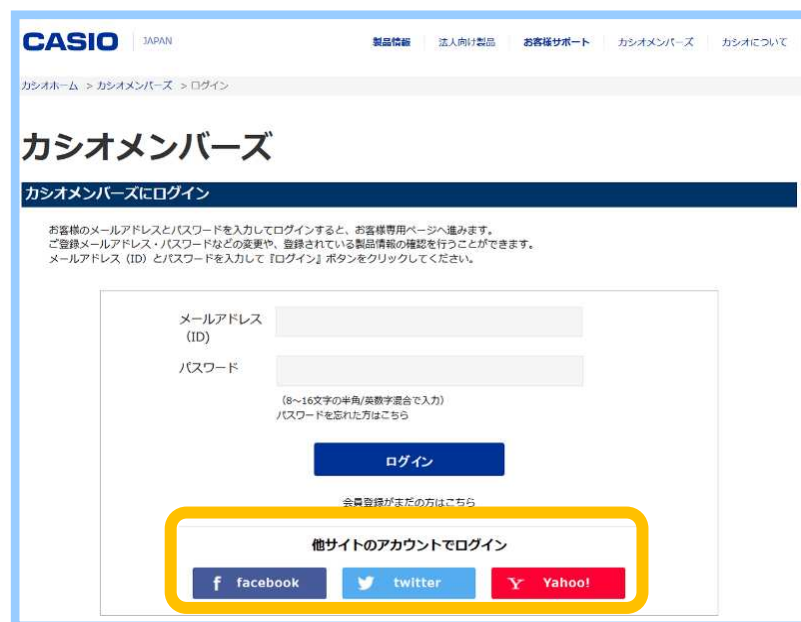 CASIO JAPAN 製品情報 法人向け製品 お客様サポート カシオメンバーズ カシオについて
カシオホーム > カシオメンバーズ > ログイン
カシオメンバーズ
カシオメンバーズにログイン
お客様のメールアドレスとパスワードを入力してログインすると、お客様専用ページへ進みます。
ご登録メールアドレス・パスワードなどの変更や、登録されている製品情報の確認を行うことができます。
メールアドレス（ID）とパスワードを入力して『ログイン』ボタンをクリックしてください。
メールアドレス
（ID）
パスワード
（8～16文字の半角/英数字混合で入力）
パスワードを忘れた方はこちら
ログイン
会員登録がまだの方はこちら
他サイトのアカウントでログイン
f facebook twitter Y Yahoo!